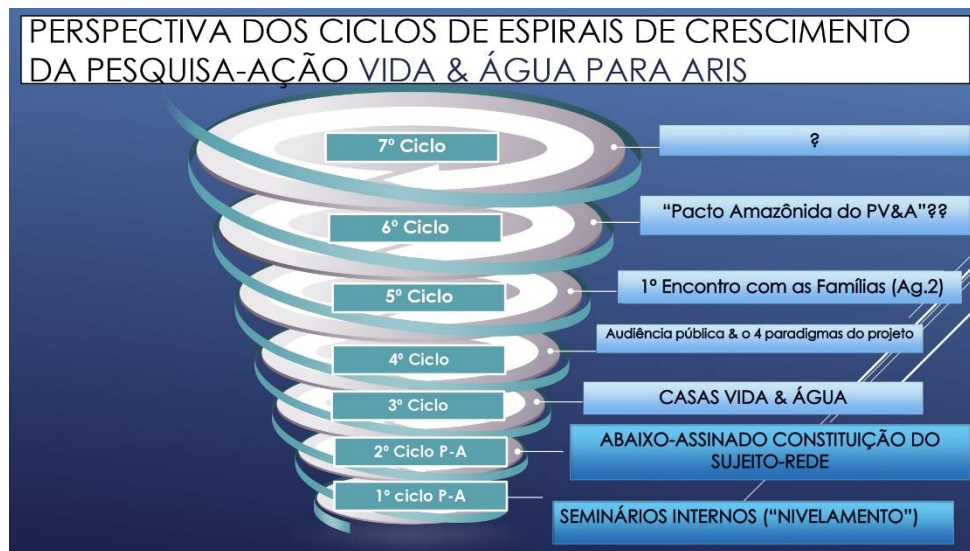 PERSPECTIVA DOS CICLOS DE ESPIRAIS DE CRESCIMENTO
DA PESQUISA-AÇÃO VIDA & ÁGUA PARA ARIS
7º Ciclo
?
6º Ciclo
“Pacto Amazônida do PV&A”??
5º Ciclo
1º Encontro com as Famílias (Ag.2)
4º Ciclo
Audiência pública & o 4 paradigmas do projeto
3º Ciclo
CASAS VIDA & ÁGUA
2º Ciclo P-A
ABAIXO-ASSINADO CONSTITUIÇÃO DO
SUJEITO-REDE
1º ciclo P-A
SEMINÁRIOS INTERNOS (“NIVELAMENTO”)